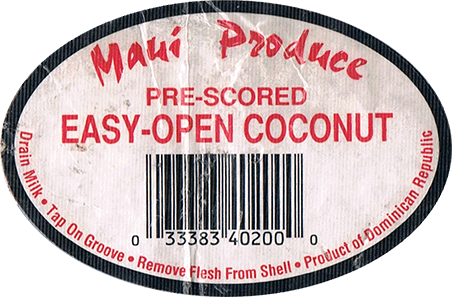 Maui Produce
PRE-SCORED
EASY-OPEN COCONUT
0 33383 40200 0
Drain Milk • Tap On Groove • Remove Flesh From Shell • Product of Dominican Republic